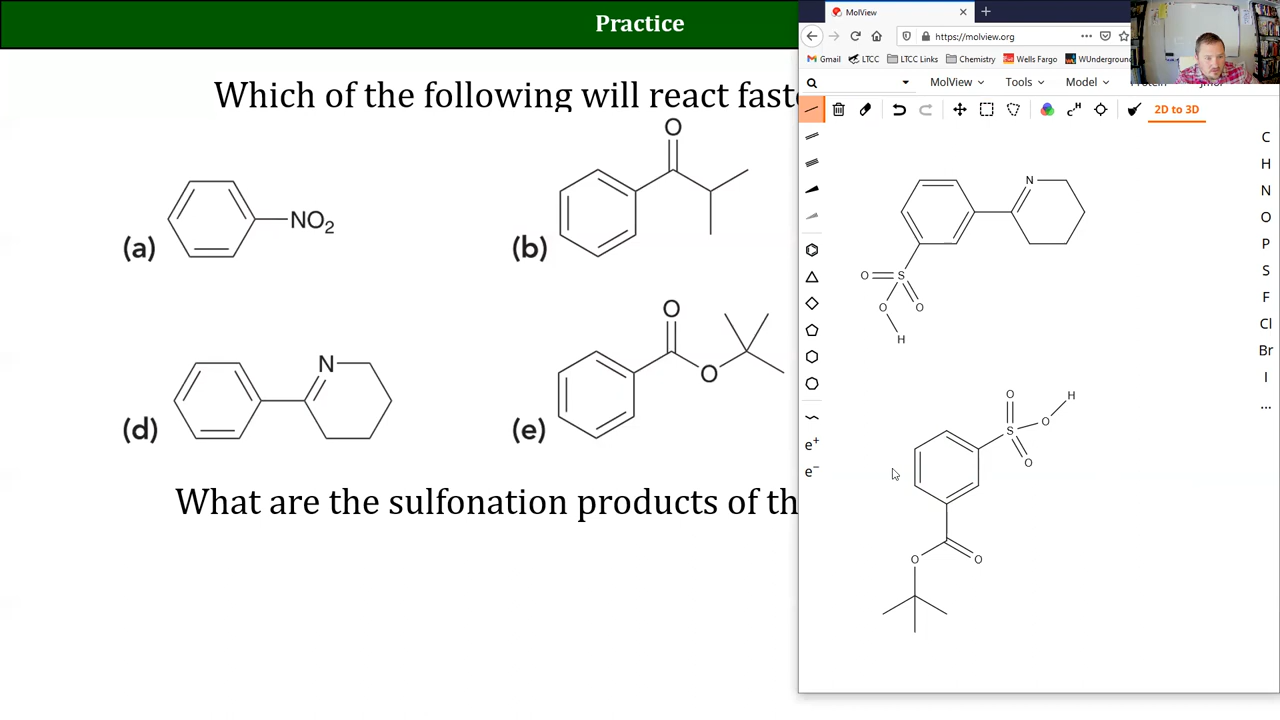 Practice
Which of the following will react faste
O
(a)
NO2
(b)
N
O
O
(d)
(e)
What are the sulfonation products of th
MolView
https://molview.org
Gmail LTCC LTCC Links Chemistry Wells Fargo WUnderground
MolView Tools Model
2D to 3D
C
H
N
O
P
S
F
Cl
Br
I
...
e+
e−
N
O S
O O
H
O H
S O
O
O O